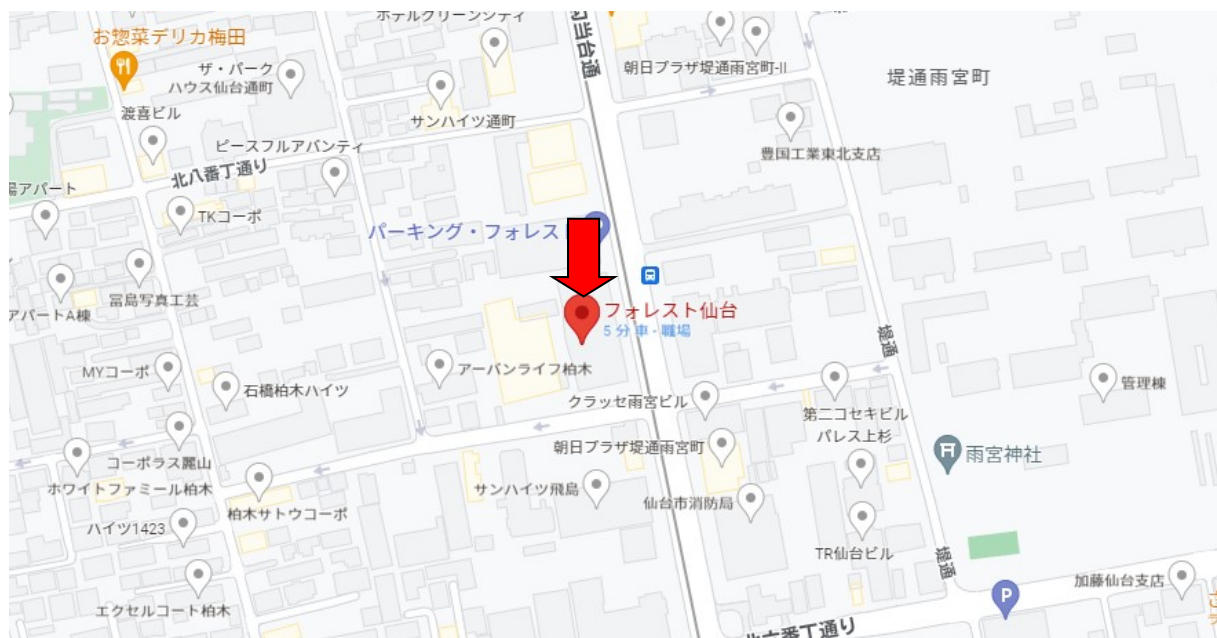 ホテルグリーンシティ
お惣菜デリカ梅田
勾当台通
ザ・パーク
ハウス仙台通町
朝日プラザ堤通雨宮町-II
堤通雨宮町
渡喜ビル
サンハイツ通町
ピースフルアバンティ
豊国工業東北支店
北八番丁通り
場アパート
TKコーポ
パーキング・フォレス
冨島写真工芸
アパートA棟
フォレスト仙台
5 分 車・職場
堤通
MYコーポ
石橋柏木ハイツ
アーバンライフ柏木
管理棟
クラッセ雨宮ビル
第二コセキビル
パレス上杉
朝日プラザ堤通雨宮町
雨宮神社
コーポラス麗山
ホワイトファミール柏木
サンハイツ飛島
仙台市消防局
柏木サトウコーポ
ハイツ1423
TR仙台ビル
堤通
加藤仙台支店
エクセルコート柏木
P
北六番丁通り